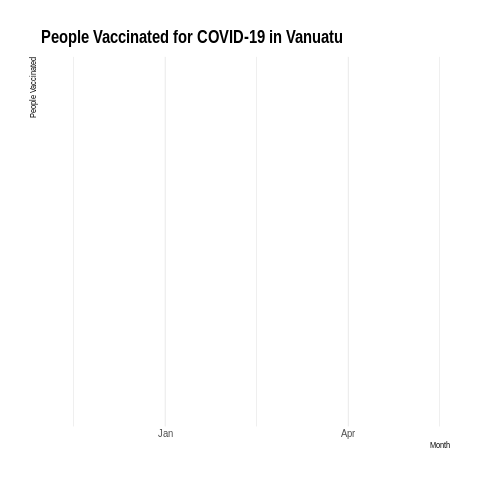 People Vaccinated for COVID-19 in Vanuatu
People Vaccinated
Jan
Apr
Month